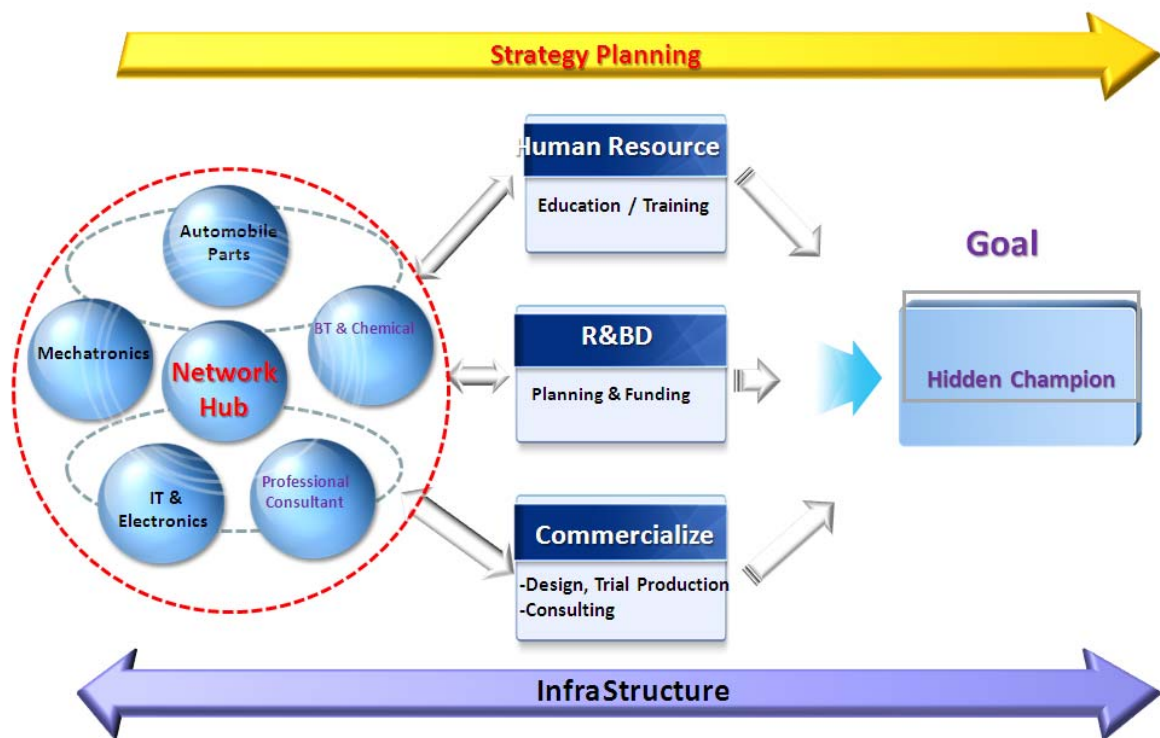 Strategy Planning
Human Resource
Education / Training
Automobile
Parts
Goal
BT & Chemical
Mechatronics
Network
Hub
R&BD
Planning & Funding
Hidden Champion
Professional
Consultant
IT &
Electronics
Commercialize
-Design, Trial Production
-Consulting
InfraStructure